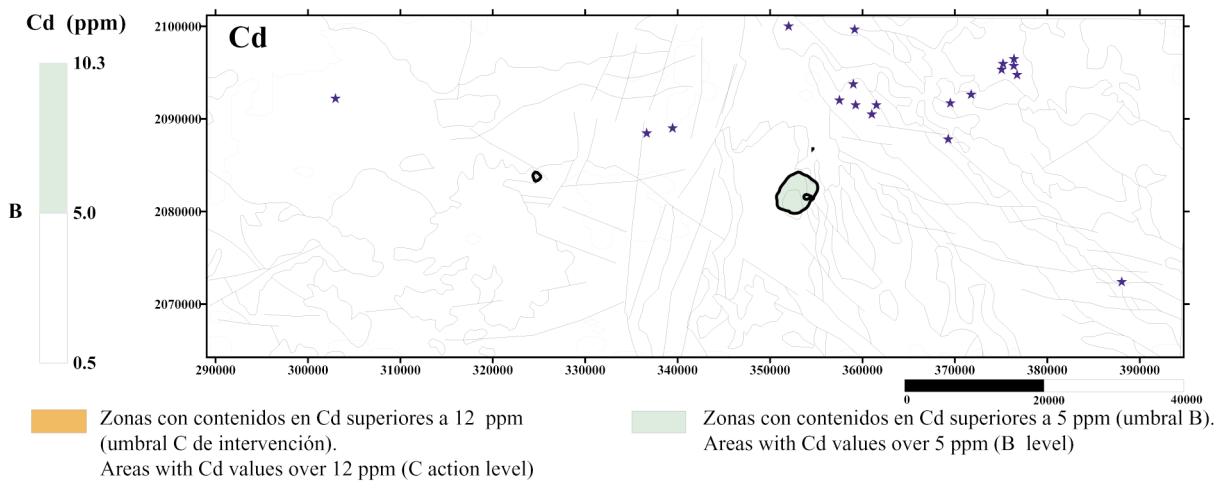 Cd (ppm)
10.3
B
5.0
0.5
Cd
2100000
2090000
2080000
2070000
290000 300000 310000 320000 330000 340000 350000 360000 370000 380000 390000
0 20000 40000
Zonas con contenidos en Cd superiores a 12 ppm
(umbral C de intervención).
Areas with Cd values over 12 ppm (C action level)
Zonas con contenidos en Cd superiores a 5 ppm (umbral B).
Areas with Cd values over 5 ppm (B level)